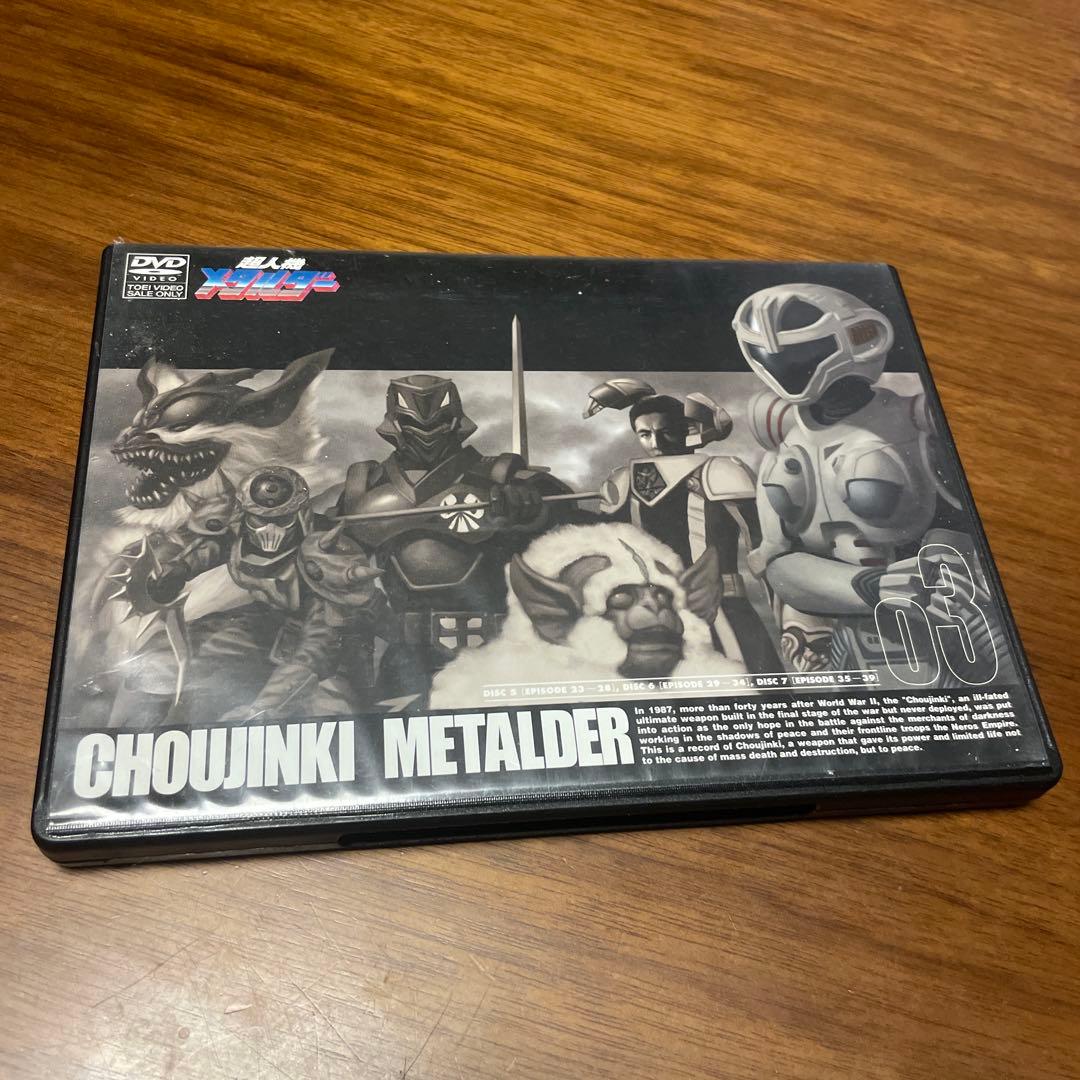 DVD
VIDEO
TOEI VIDEO
SALE ONLY
超人機
メタルダー
03
DISC 5 [EPISODE 23—28], DISC 6 [EPISODE 29—34], DISC 7 [EPISODE 35—39]
CHOUJINKI METALDER
In 1987, more than forty years after World War II, the "Choujinki", an ill-fated
ultimate weapon built in the final stage of the war but never deployed, was put
into action as the only hope in the battle against the merchants of darkness
working in the shadows of peace and their frontline troops the Neros Empire.
This is a record of Choujinki, a weapon that gave its power and limited life not
to the cause of mass death and destruction, but to peace.